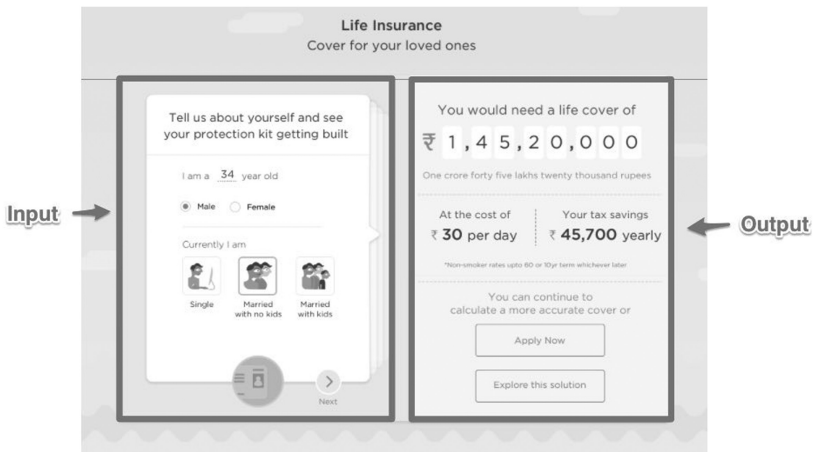 Life Insurance
Cover for your loved ones
Input
Tell us about yourself and see
your protection kit getting built
I am a 34 year old
Male Female
Currently I am
Single
Married
with no kids
Married
with kids
Next
You would need a life cover of
₹ 1,45,20,000
One crore forty five lakhs twenty thousand rupees
At the cost of
₹ 30 per day
Your tax savings
₹ 45,700 yearly
*Non-smoker rates upto 60 or 10yr term whichever later
You can continue to
calculate a more accurate cover or
Apply Now
Explore this solution
Output